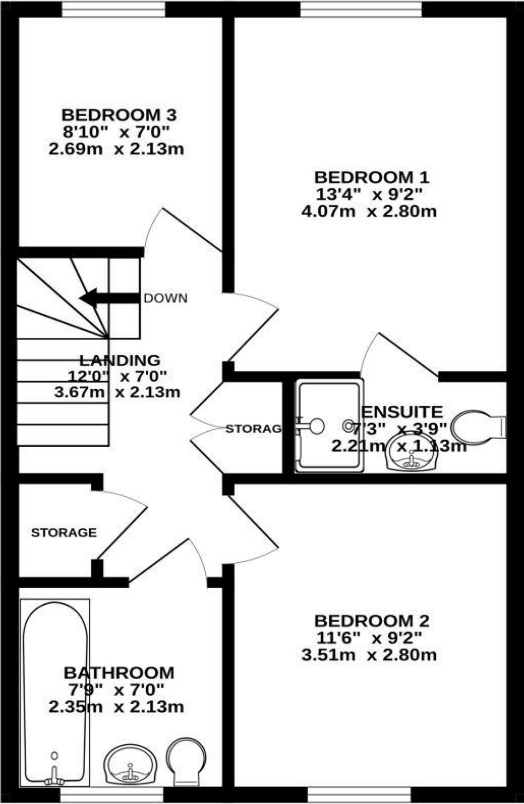 BEDROOM 3
8'10" x 7'0"
2.69m x 2.13m
BEDROOM 1
13'4" x 9'2"
4.07m x 2.80m
DOWN
LANDING
12'0" x 7'0"
3.67m x 2.13m
STORAG
ENSUITE
7'3" x 3'9"
2.21m x 1.13m
STORAGE
BEDROOM 2
11'6" x 9'2"
3.51m x 2.80m
BATHROOM
7'9" x 7'0"
2.35m x 2.13m